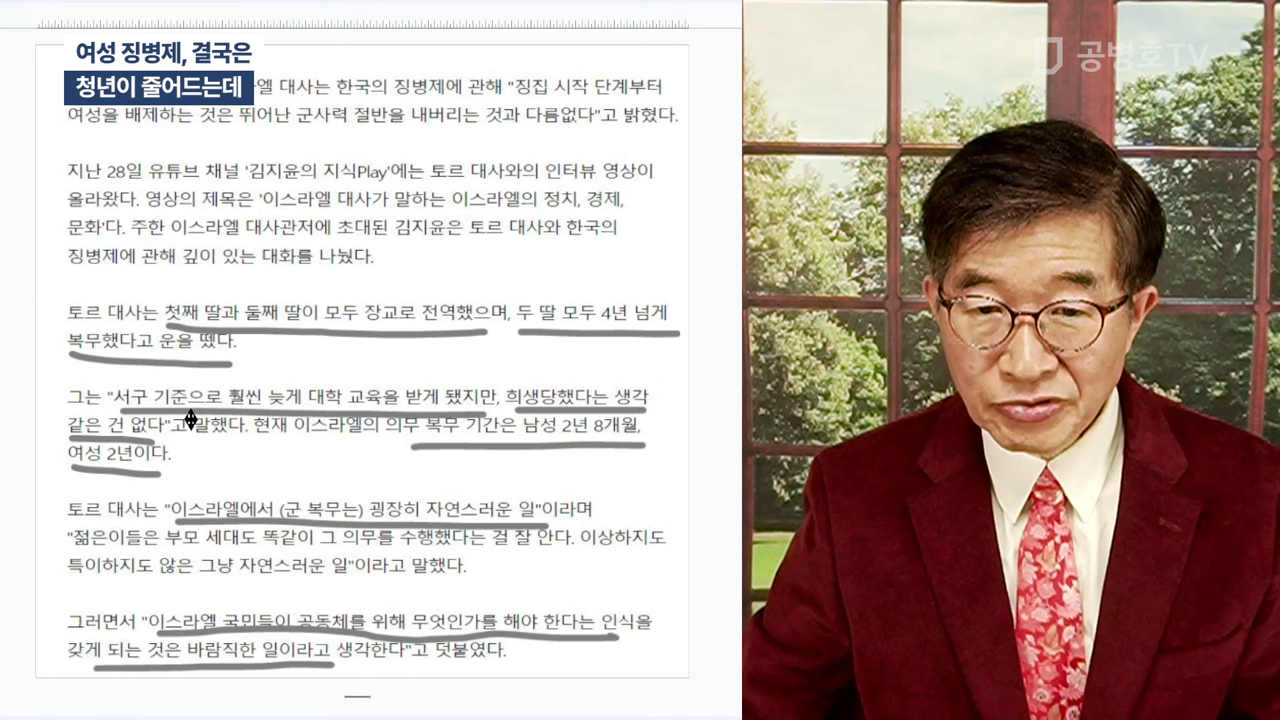 여성 징병제, 결국은
청년이 줄어드는데
공병호TV
엘 대사는 한국의 징병제에 관해 "징집 시작 단계부터
여성을 배제하는 것은 뛰어난 군사력 절반을 내버리는 것과 다름없다"고 밝혔다.
지난 28일 유튜브 채널 '김지윤의 지식Play'에는 토르 대사와의 인터뷰 영상이
올라왔다. 영상의 제목은 '이스라엘 대사가 말하는 이스라엘의 정치, 경제,
문화'다. 주한 이스라엘 대사관저에 초대된 김지윤은 토르 대사와 한국의
징병제에 관해 깊이 있는 대화를 나눴다.
토르 대사는 첫째 딸과 둘째 딸이 모두 장교로 전역했으며, 두 딸 모두 4년 넘게
복무했다고 운을 뗐다.
그는 "서구 기준으로 훨씬 늦게 대학 교육을 받게 됐지만, 희생당했다는 생각
같은 건 없다"고 말했다. 현재 이스라엘의 의무 복무 기간은 남성 2년 8개월,
여성 2년이다.
토르 대사는 "이스라엘에서 (군 복무는) 굉장히 자연스러운 일"이라며
"젊은이들은 부모 세대도 똑같이 그 의무를 수행했다는 걸 잘 안다. 이상하지도
특이하지도 않은 그냥 자연스러운 일"이라고 말했다.
그러면서 "이스라엘 국민들이 공동체를 위해 무엇인가를 해야 한다는 인식을
갖게 되는 것은 바람직한 일이라고 생각한다"고 덧붙였다.